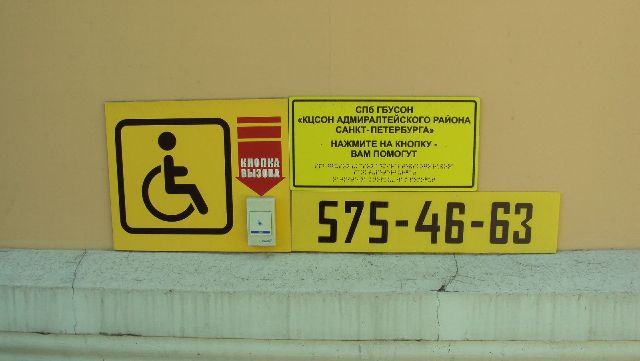 КНОПКА
ВЫЗОВА
СПб ГБУСОН
«КЦСОН АДМИРАЛТЕЙСКОГО РАЙОНА
САНКТ-ПЕТЕРБУРГА»
НАЖМИТЕ НА КНОПКУ -
ВАМ ПОМОГУТ
575-46-63